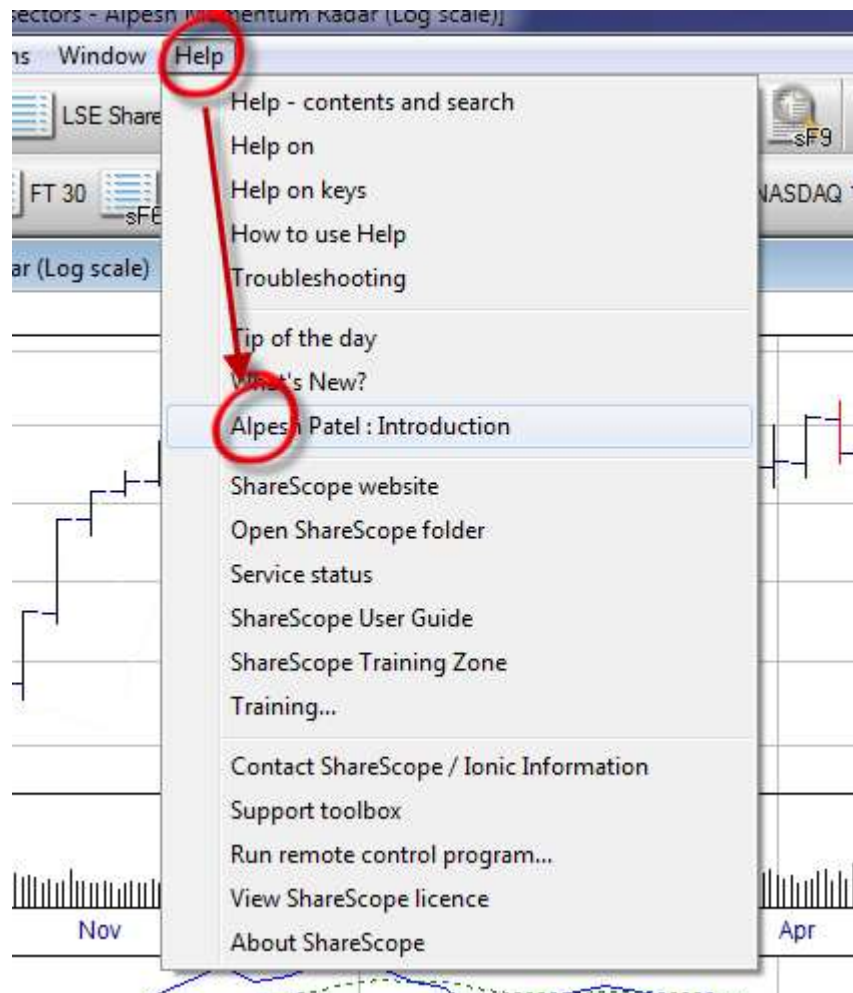 sectors - Alpesh Momentum Radar (Log scale)]
ns Window Help
LSE Share
sF9
FT 30
sF6
NASDAQ
ar (Log scale)
Help - contents and search
Help on
Help on keys
How to use Help
Troubleshooting
Tip of the day
What's New?
Alpesh Patel : Introduction
ShareScope website
Open ShareScope folder
Service status
ShareScope User Guide
ShareScope Training Zone
Training...
Contact ShareScope / Ionic Information
Support toolbox
Run remote control program...
View ShareScope licence
About ShareScope
Nov
Apr